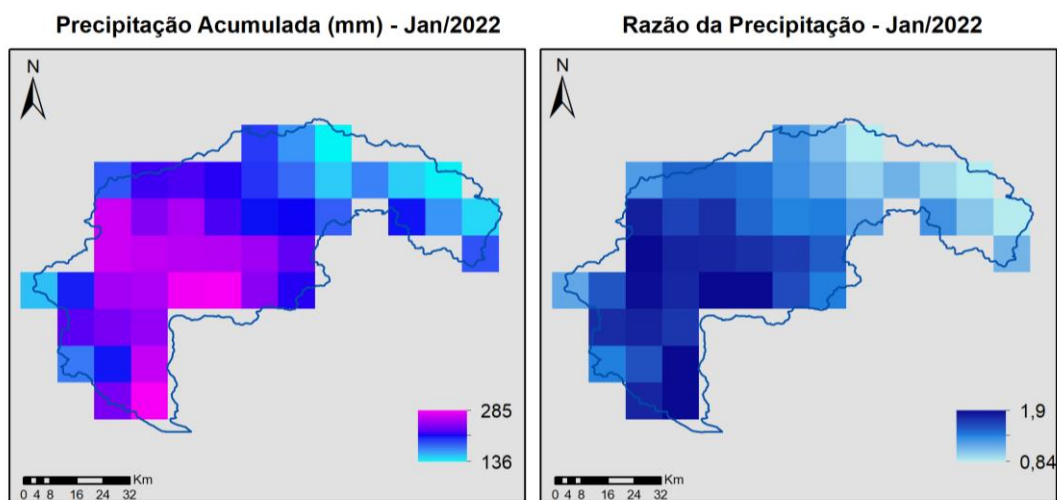 Precipitação Acumulada (mm) - Jan/2022
N
285
136
Km
0 4 8 16 24 32
Razão da Precipitação - Jan/2022
N
1,9
0,84
Km
0 4 8 16 24 32